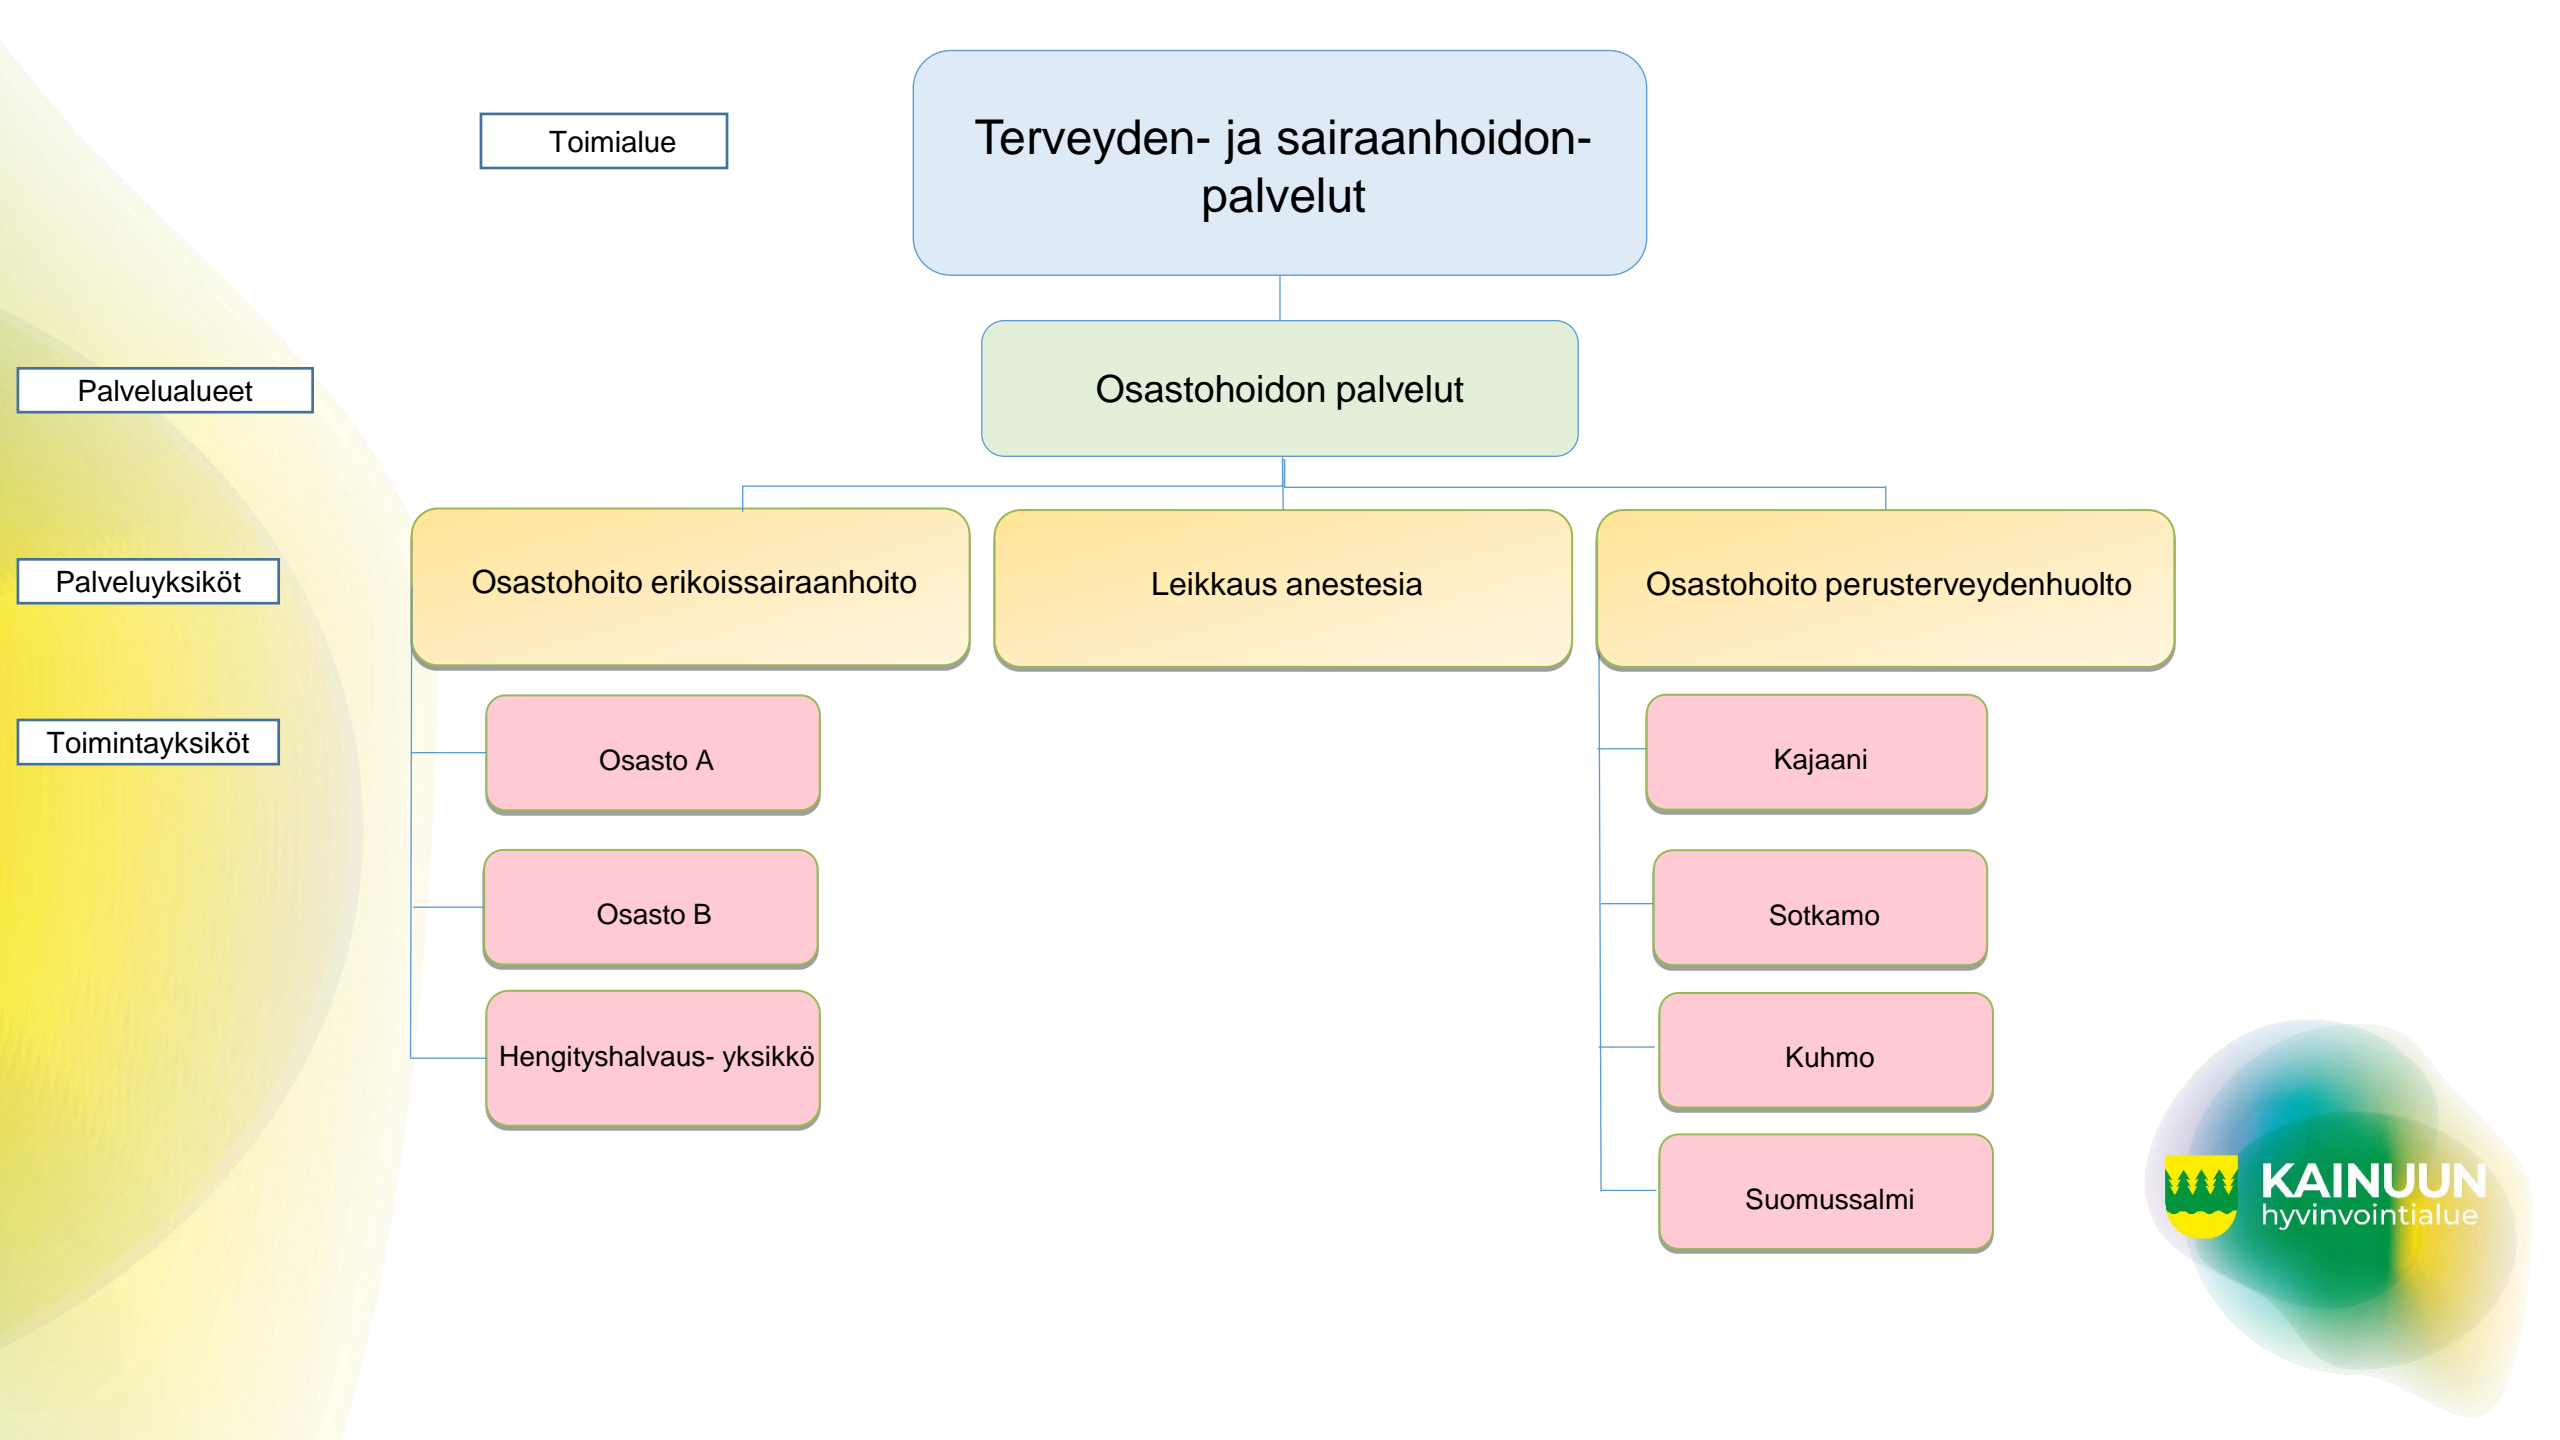 Toimialue
Terveyden- ja sairaanhoidon-
palvelut
Palvelualueet
Osastohoidon palvelut
Palveluyksiköt
Osastohoito erikoissairaanhoito
Leikkaus anestesia
Osastohoito perusterveydenhuolto
Toimintayksiköt
Osasto A
Kajaani
Osasto B
Sotkamo
Hengityshalvaus- yksikkö
Kuhmo
Suomussalmi
KAINUUN
hyvinvointialue